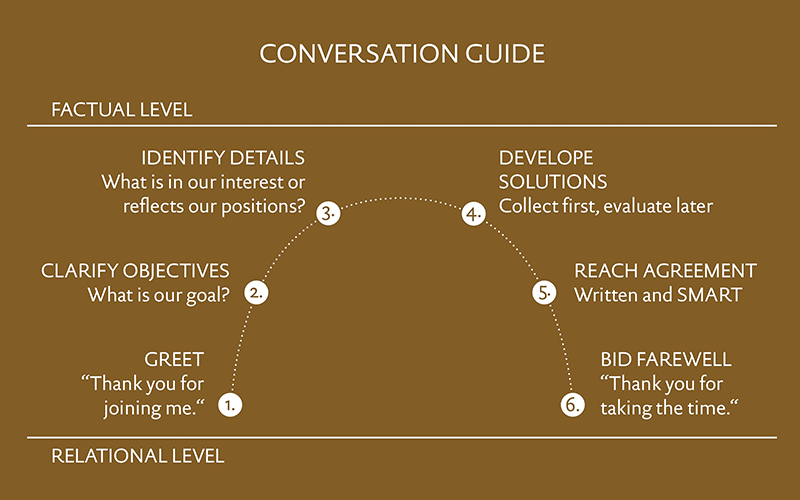 CONVERSATION GUIDE
FACTUAL LEVEL
IDENTIFY DETAILS
What is in our interest or
reflects our positions?
3.
DEVELOPE
SOLUTIONS
Collect first, evaluate later
4.
CLARIFY OBJECTIVES
What is our goal?
2.
REACH AGREEMENT
Written and SMART
5.
GREET
“Thank you for
joining me.“
1.
BID FAREWELL
“Thank you for
taking the time.“
6.
RELATIONAL LEVEL